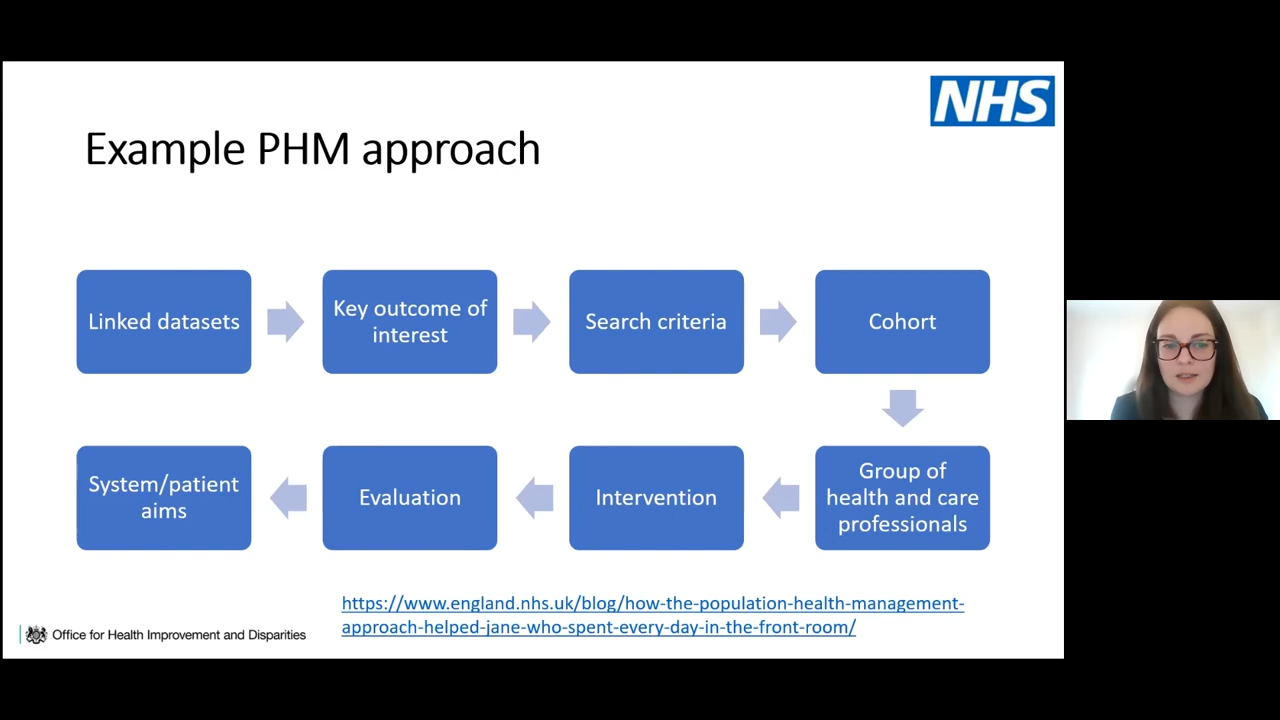 NHS
Example PHM approach
Linked datasets
Key outcome of
interest
Search criteria
Cohort
Group of
health and care
professionals
Intervention
Evaluation
System/patient
aims
https://www.england.nhs.uk/blog/how-the-population-health-management-
approach-helped-jane-who-spent-every-day-in-the-front-room/
Office for Health Improvement and Disparities